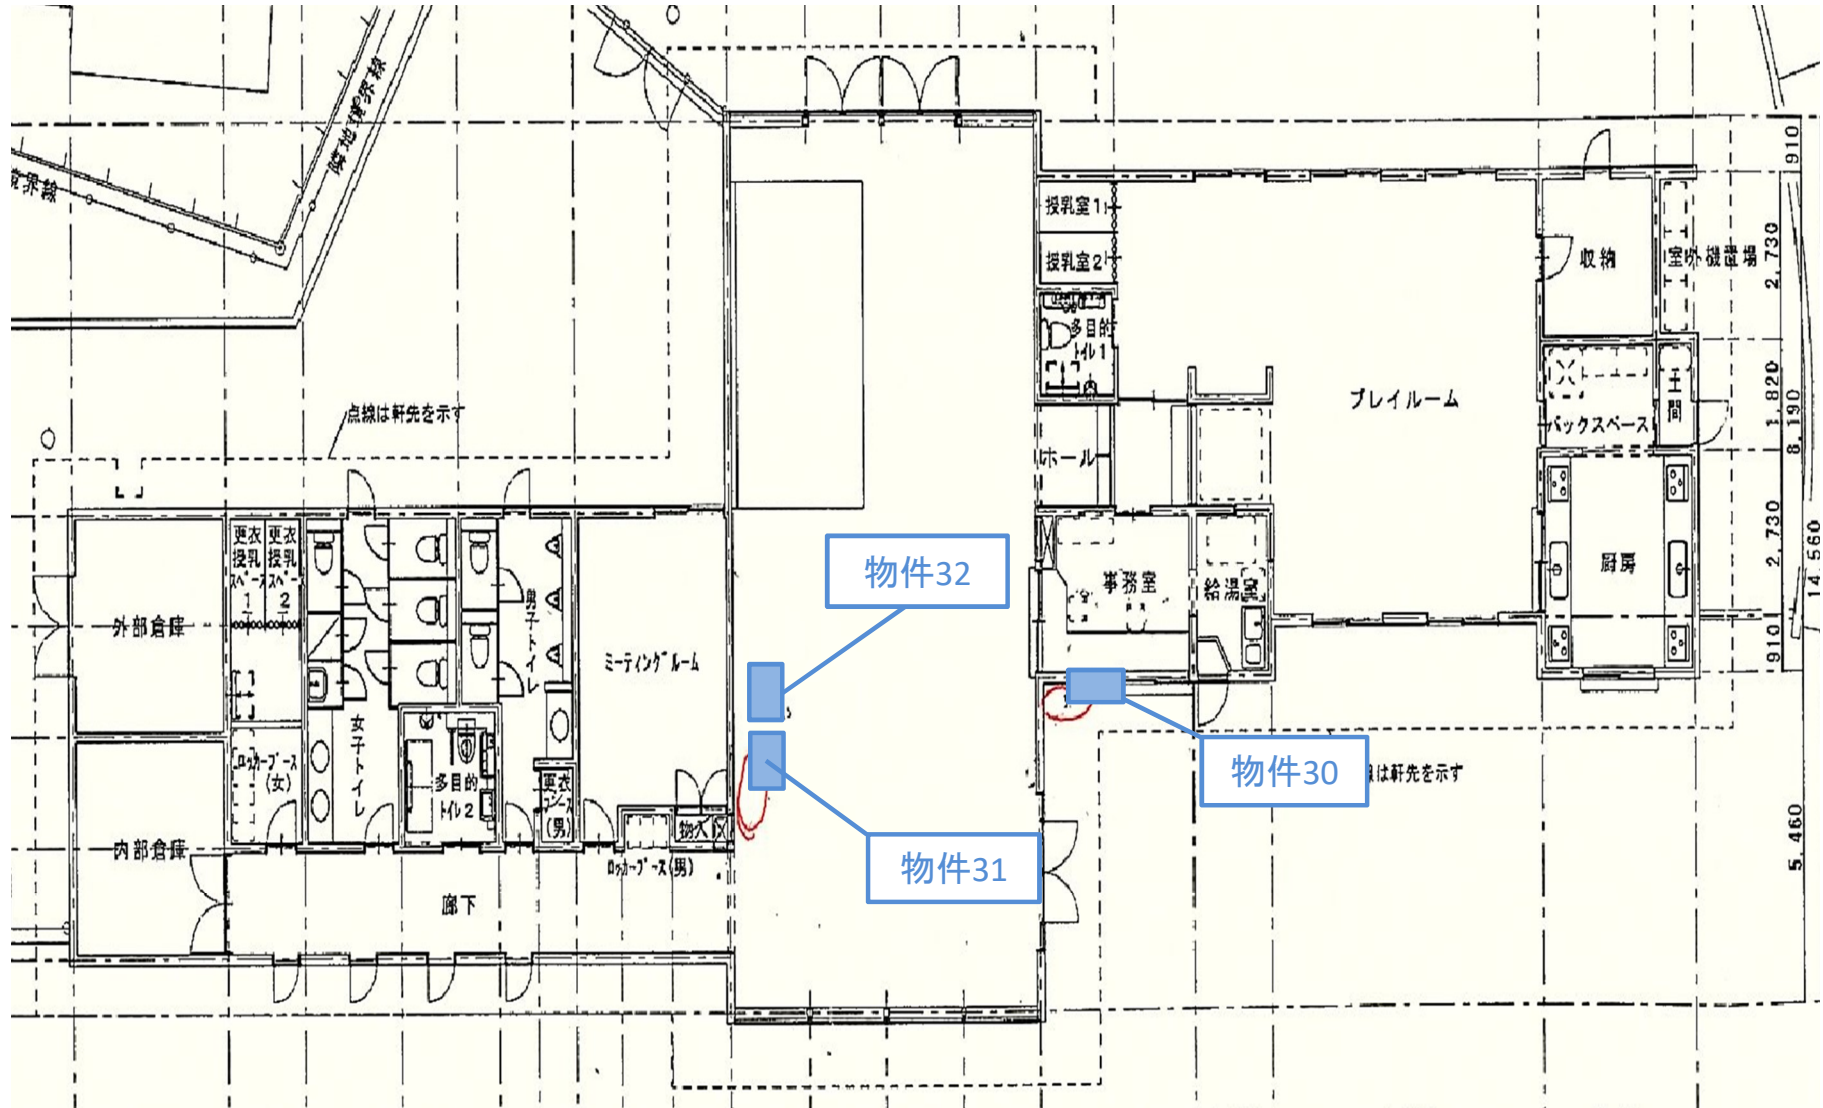 隣地境界線
境界線
910
授乳室1
授乳室2
収納
室外機置場
2,730
多目的
トイレ1
点線は軒先を示す
プレイルーム
バックスペース
土間
1,820
8,190
ホール
更衣
授乳
スペース
1
更衣
授乳
スペース
2
物件32
事務室
給湯室
厨房
2,730
14,560
外部倉庫
男子トイレ
ミーティングルーム
910
女子トイレ
ロッカーブース
(女)
多目的
トイレ2
更衣
ブース
(男)
物入
物件30
は軒先を示す
内部倉庫
ロッカーブース(男)
物件31
5,460
廊下